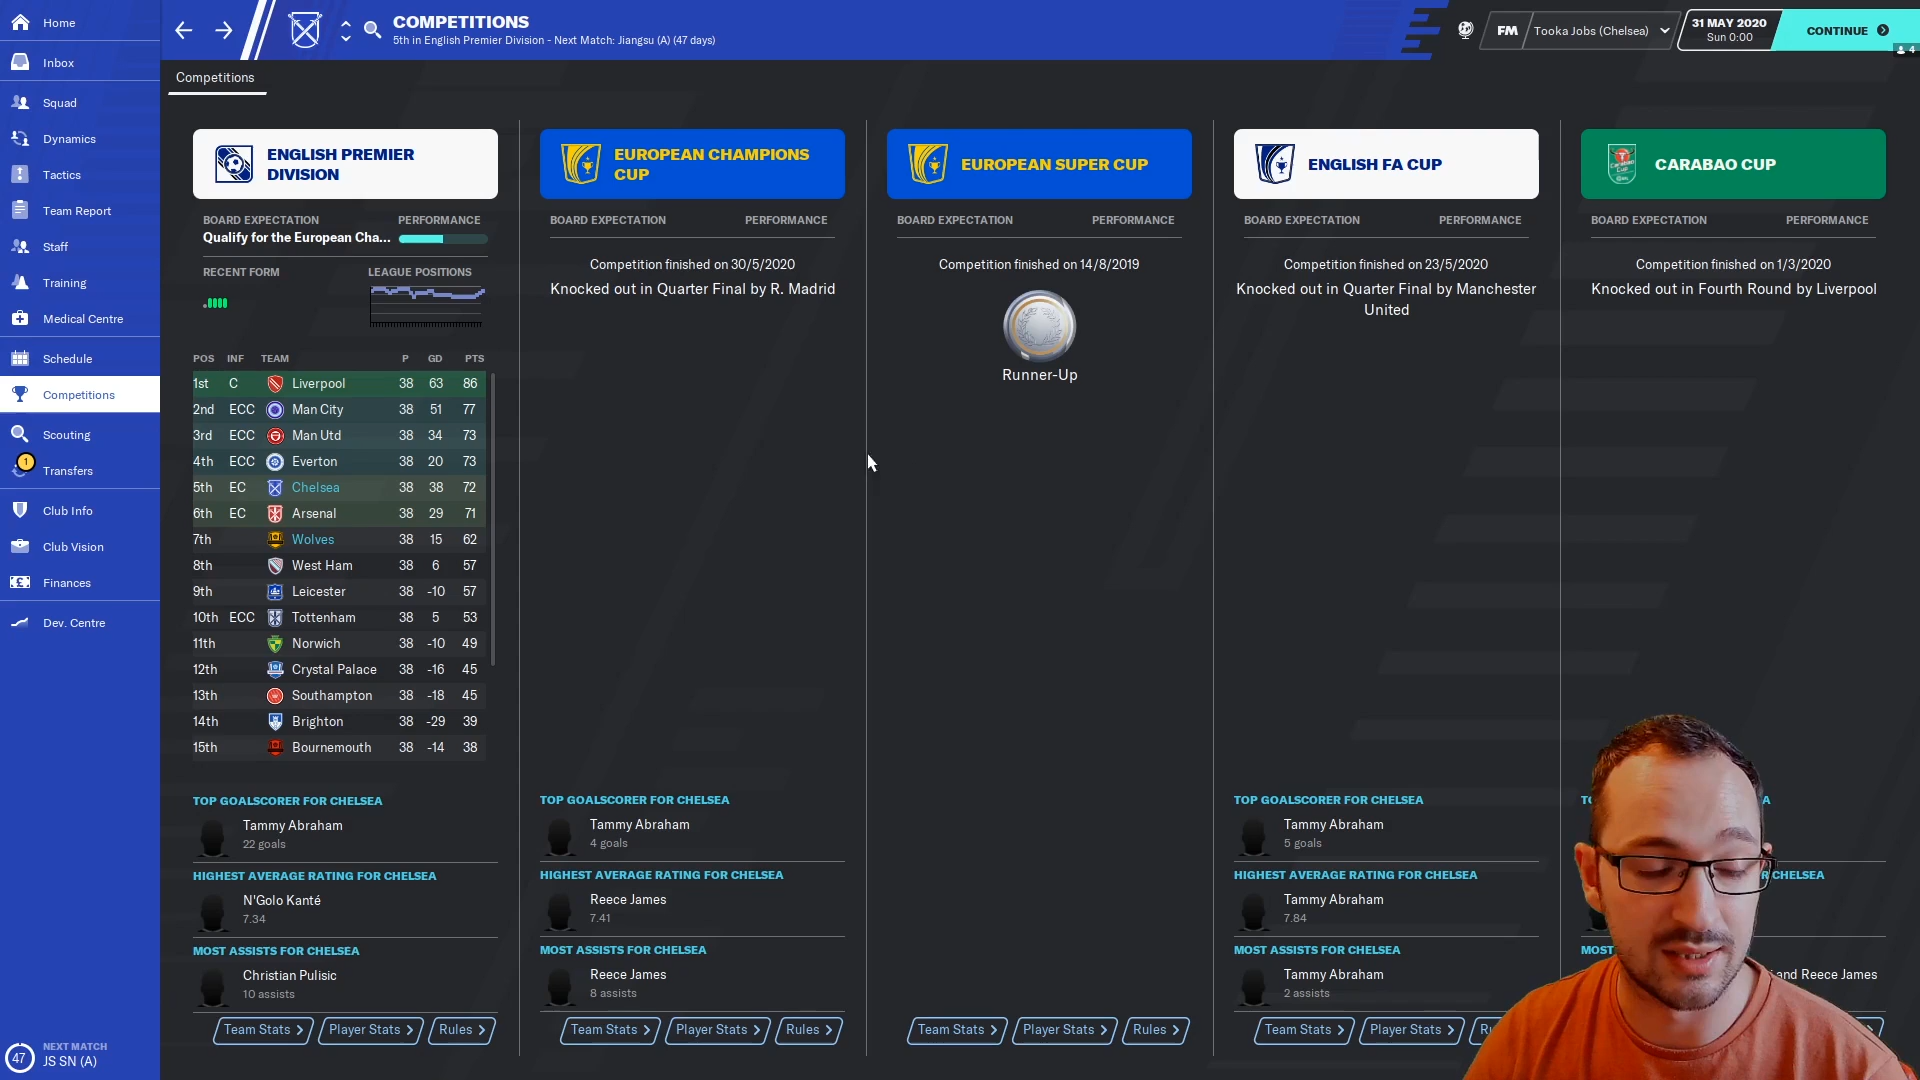 Home
Inbox
Squad
Dynamics
Tactics
Team Report
Staff
Training
Medical Centre
Schedule
Competitions
Scouting
1
Transfers
Club Info
Club Vision
Finances
Dev. Centre
47
NEXT MATCH
JS SN (A)
COMPETITIONS
5th in English Premier Division - Next Match: Jiangsu (A) (47 days)
FM Tooka Jobs (Chelsea)
31 MAY 2020
Sun 0:00
CONTINUE
4
Competitions
ENGLISH PREMIER
DIVISION
BOARD EXPECTATION PERFORMANCE
Qualify for the European Cha...
RECENT FORM LEAGUE POSITIONS
POS INF TEAM P GD PTS
1st C Liverpool 38 63 86
2nd ECC Man City 38 51 77
3rd ECC Man Utd 38 34 73
4th ECC Everton 38 20 73
5th EC Chelsea 38 38 72
6th EC Arsenal 38 29 71
7th Wolves 38 15 62
8th West Ham 38 6 57
9th Leicester 38 -10 57
10th ECC Tottenham 38 5 53
11th Norwich 38 -10 49
12th Crystal Palace 38 -16 45
13th Southampton 38 -18 45
14th Brighton 38 -29 39
15th Bournemouth 38 -14 38
TOP GOALSCORER FOR CHELSEA
Tammy Abraham
22 goals
HIGHEST AVERAGE RATING FOR CHELSEA
N'Golo Kanté
7.34
MOST ASSISTS FOR CHELSEA
Christian Pulisic
10 assists
Team Stats Player Stats Rules
EUROPEAN CHAMPIONS
CUP
BOARD EXPECTATION PERFORMANCE
Competition finished on 30/5/2020
Knocked out in Quarter Final by R. Madrid
TOP GOALSCORER FOR CHELSEA
Tammy Abraham
4 goals
HIGHEST AVERAGE RATING FOR CHELSEA
Reece James
7.41
MOST ASSISTS FOR CHELSEA
Reece James
8 assists
Team Stats Player Stats Rules
EUROPEAN SUPER CUP
BOARD EXPECTATION PERFORMANCE
Competition finished on 14/8/2019
Runner-Up
Team Stats Player Stats Rules
ENGLISH FA CUP
BOARD EXPECTATION PERFORMANCE
Competition finished on 23/5/2020
Knocked out in Quarter Final by Manchester
United
TOP GOALSCORER FOR CHELSEA
Tammy Abraham
5 goals
HIGHEST AVERAGE RATING FOR CHELSEA
Tammy Abraham
7.84
MOST ASSISTS FOR CHELSEA
Tammy Abraham
2 assists
Team Stats Player Stats
CARABAO CUP
BOARD EXPECTATION PERFORMANCE
Competition finished on 1/3/2020
Knocked out in Fourth Round by Liverpool
CHELSEA
MOST
and Reece James